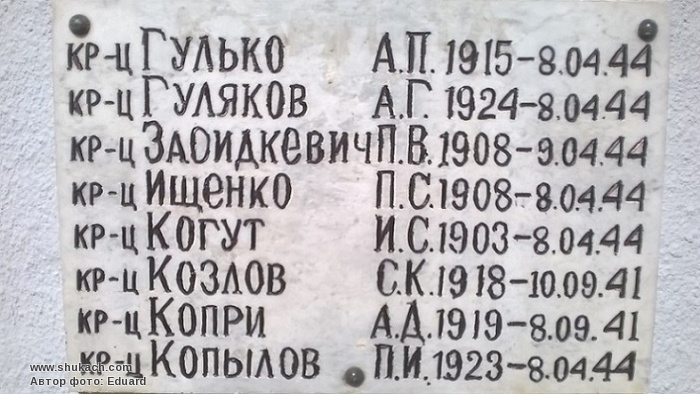 КР-Ц ГУЛЬКО А.П. 1915-8.04.44
КР-Ц ГУЛЯКОВ А.Г. 1924-8.04.44
КР-Ц ЗАОИДКЕВИЧ П.В. 1908-9.04.44
КР-Ц ИЩЕНКО П.С. 1908-8.04.44
КР-Ц КОГУТ И.С. 1903-8.04.44
КР-Ц КОЗЛОВ С.К. 1918-10.09.41
КР-Ц КОПРИ А.Д. 1919-8.09.41
КР-Ц КОПЫЛОВ П.И. 1923-8.04.44
www.shukach.com
Автор фото: Eduard